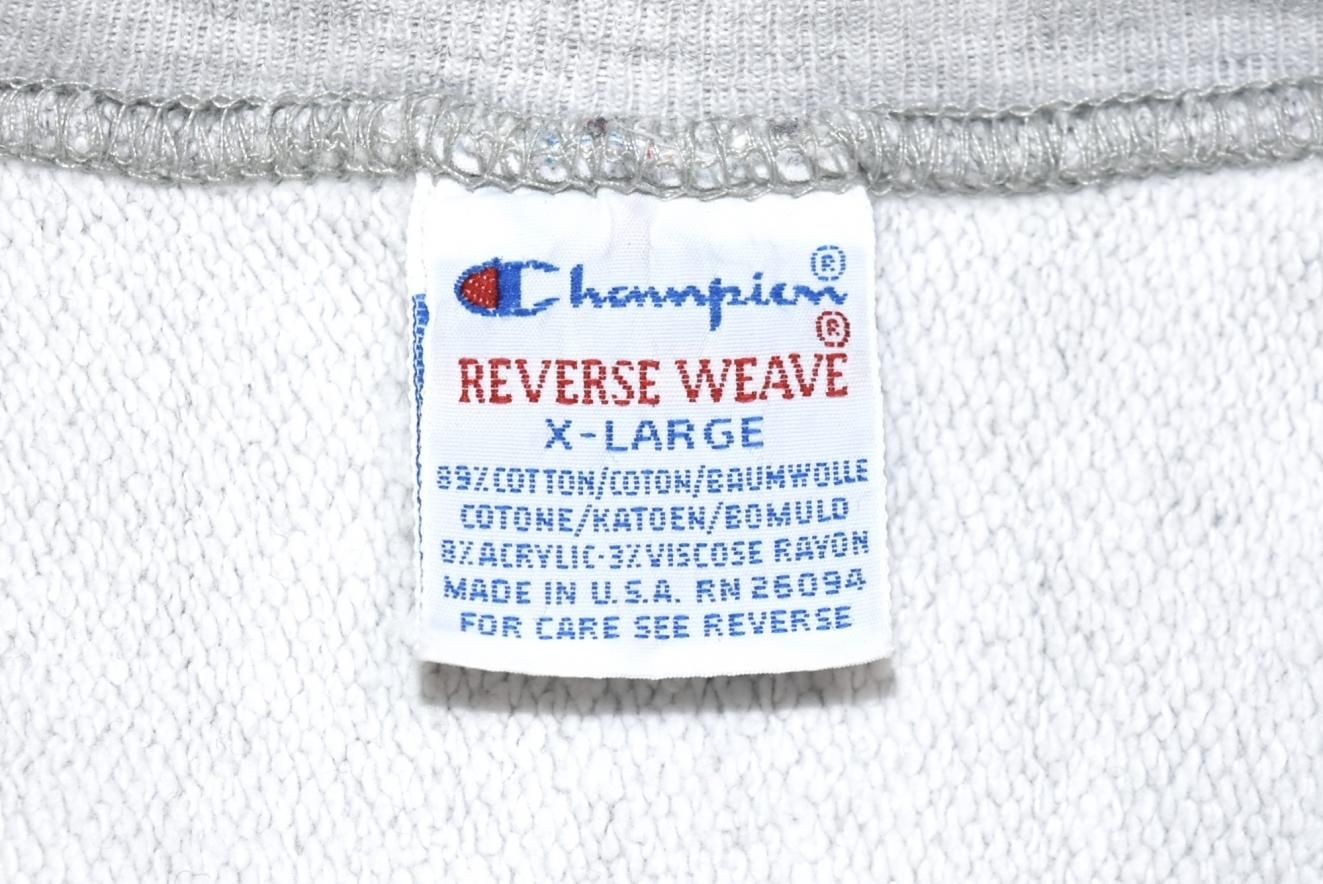 Champion®
REVERSE WEAVE®
X-LARGE
89%COTTON/COTON/BAUMWOLLE
COTONE/KATOEN/BOMULD
8%ACRYLIC-3%VISCOSE RAYON
MADE IN U.S.A. RN 26094
FOR CARE SEE REVERSE